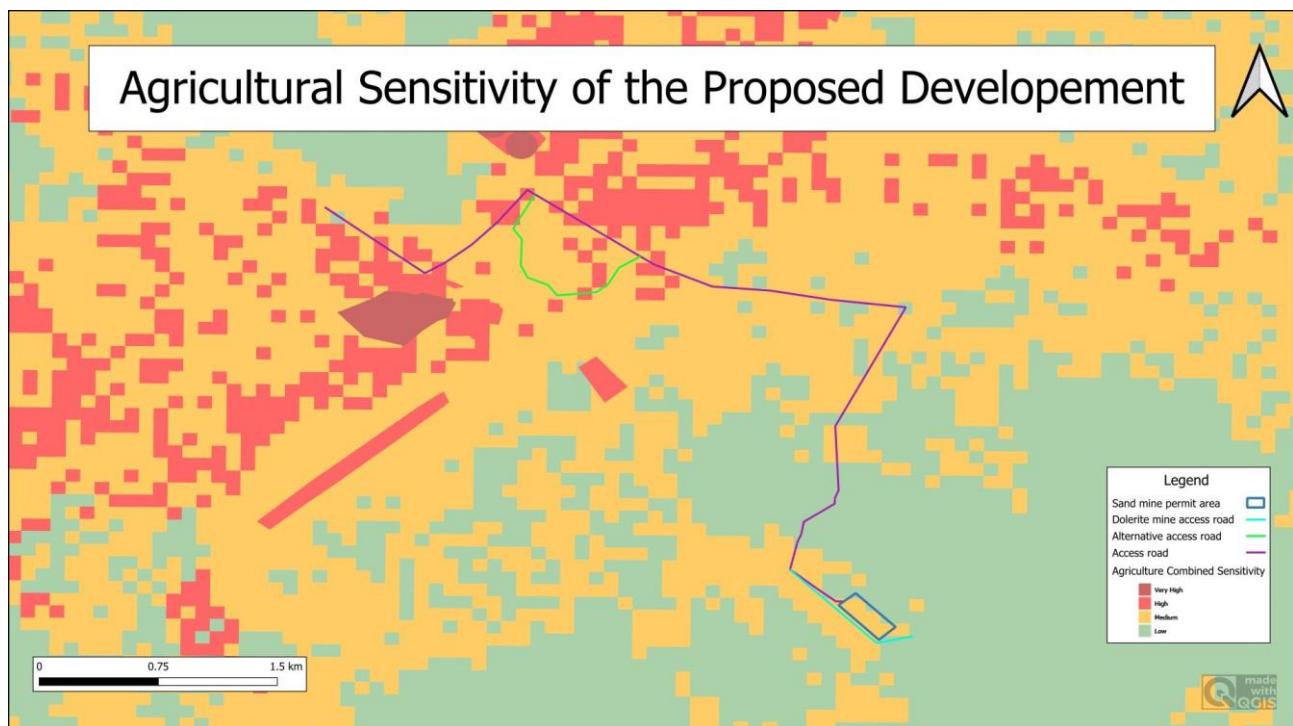 Agricultural Sensitivity of the Proposed Developement
Legend
Sand mine permit area
Dolerite mine access road
Alternative access road
Access road
Agriculture Combined Sensitivity
Very High
High
Medium
Low
0 0.75 1.5 km
made
with
QGIS